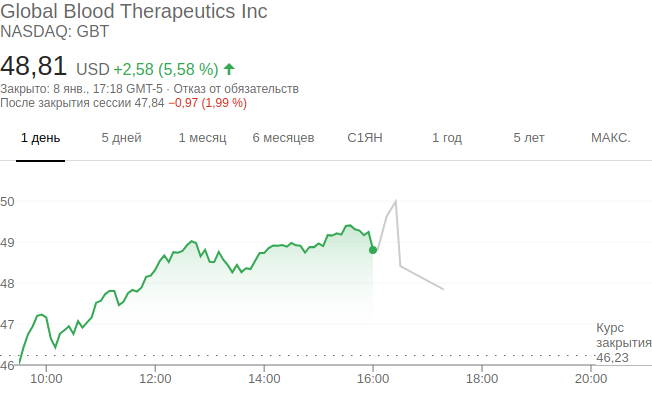 Global Blood Therapeutics Inc
NASDAQ: GBT
48,81 USD +2,58 (5,58 %)
Закрыто: 8 янв., 17:18 GMT-5 · Отказ от обязательств
После закрытия сессии 47,84 −0,97 (1,99 %)
1 день 5 дней 1 месяц 6 месяцев С1ЯН 1 год 5 лет МАКС.
50
49
48
47
46
Курс
закрытия
46,23
10:00 12:00 14:00 16:00 18:00 20:00